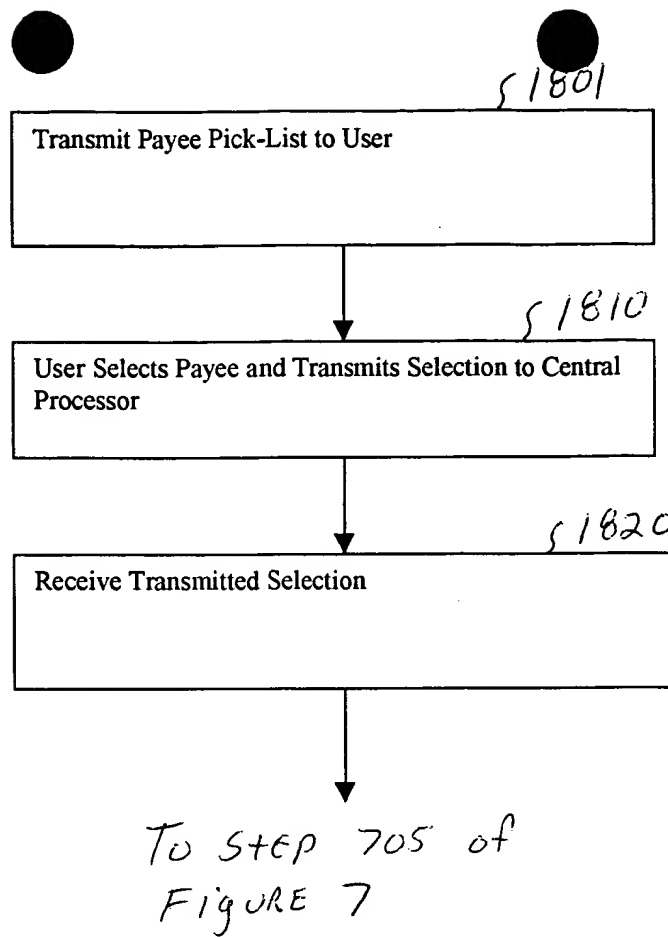 1801
Transmit Payee Pick-List to User
1810
User Selects Payee and Transmits Selection to Central
Processor
1820
Receive Transmitted Selection
To StEp 705 of
FiguRE 7